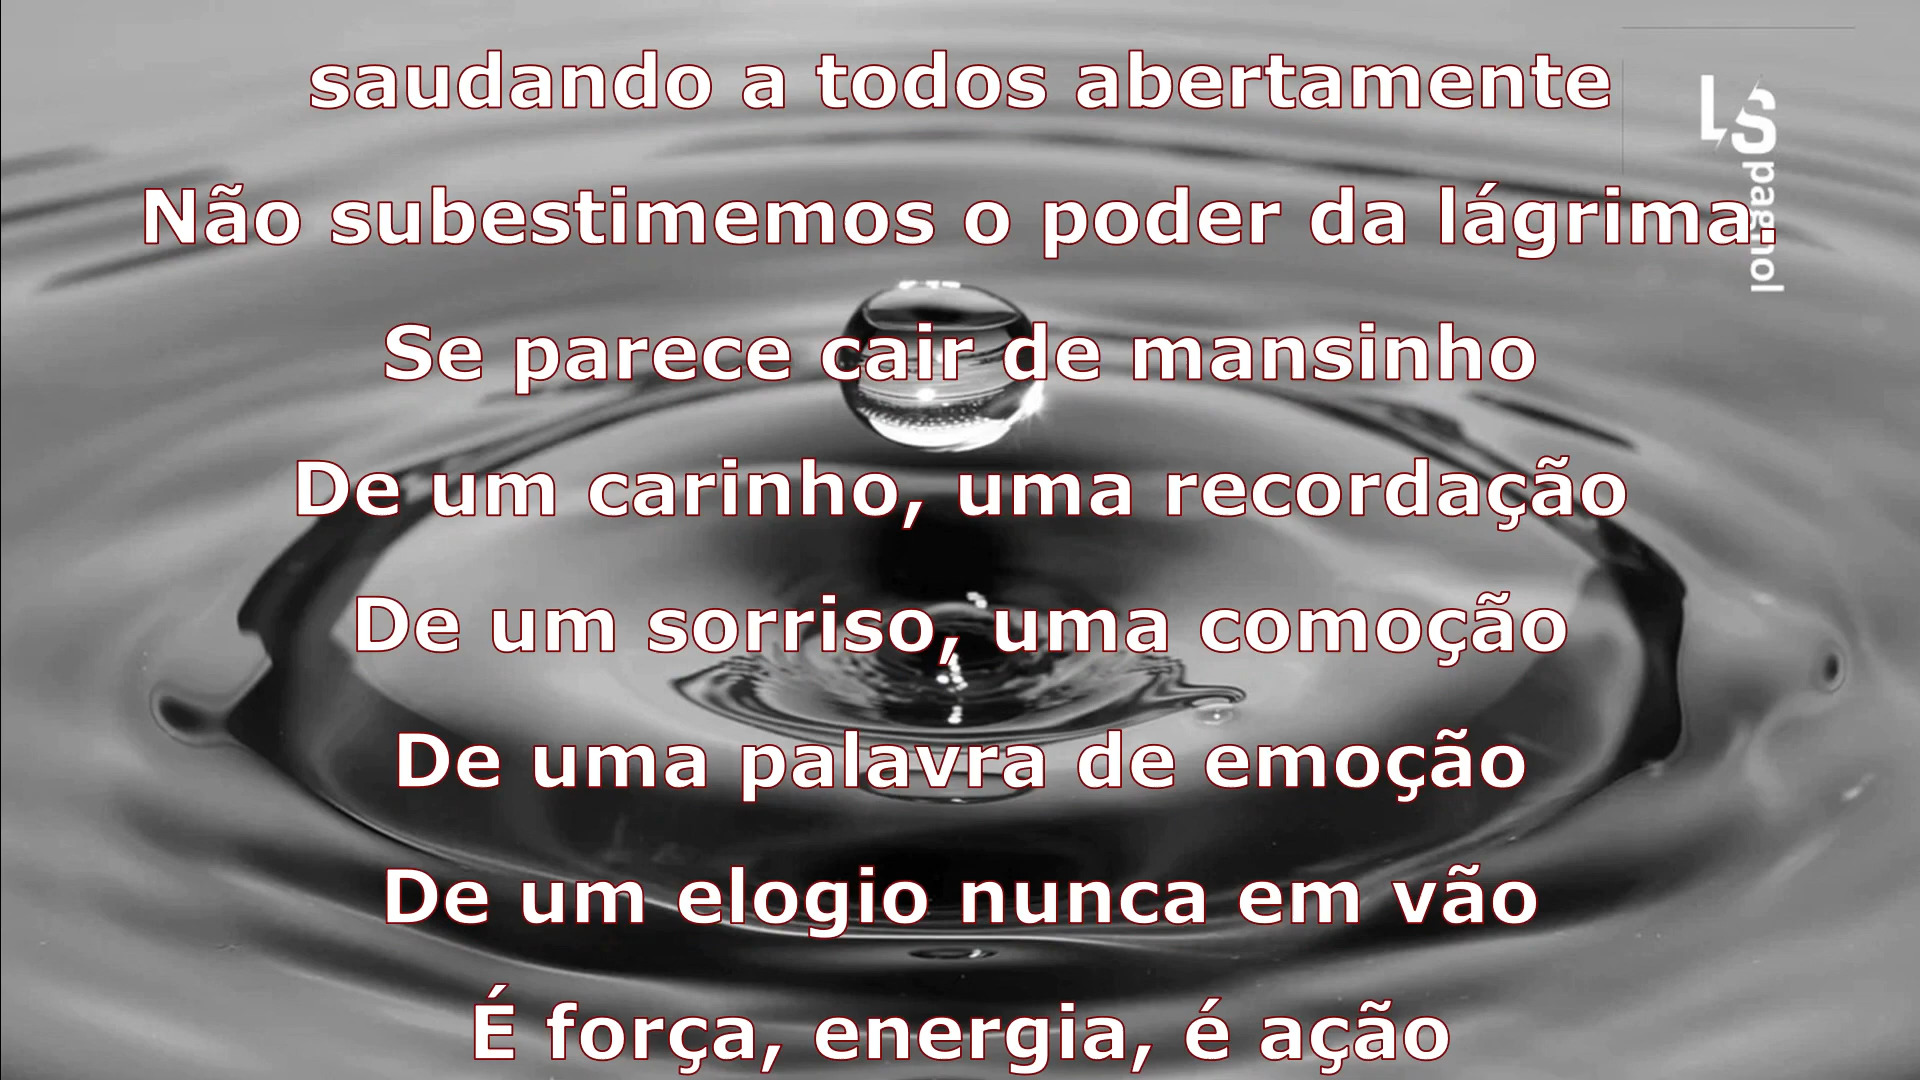 saudando a todos abertamente
Não subestimemos o poder da lágrima.
Se parece cair de mansinho
De um carinho, uma recordação
De um sorriso, uma comoção
De uma palavra de emoção
De um elogio nunca em vão
É força, energia, é ação
LSpagnol